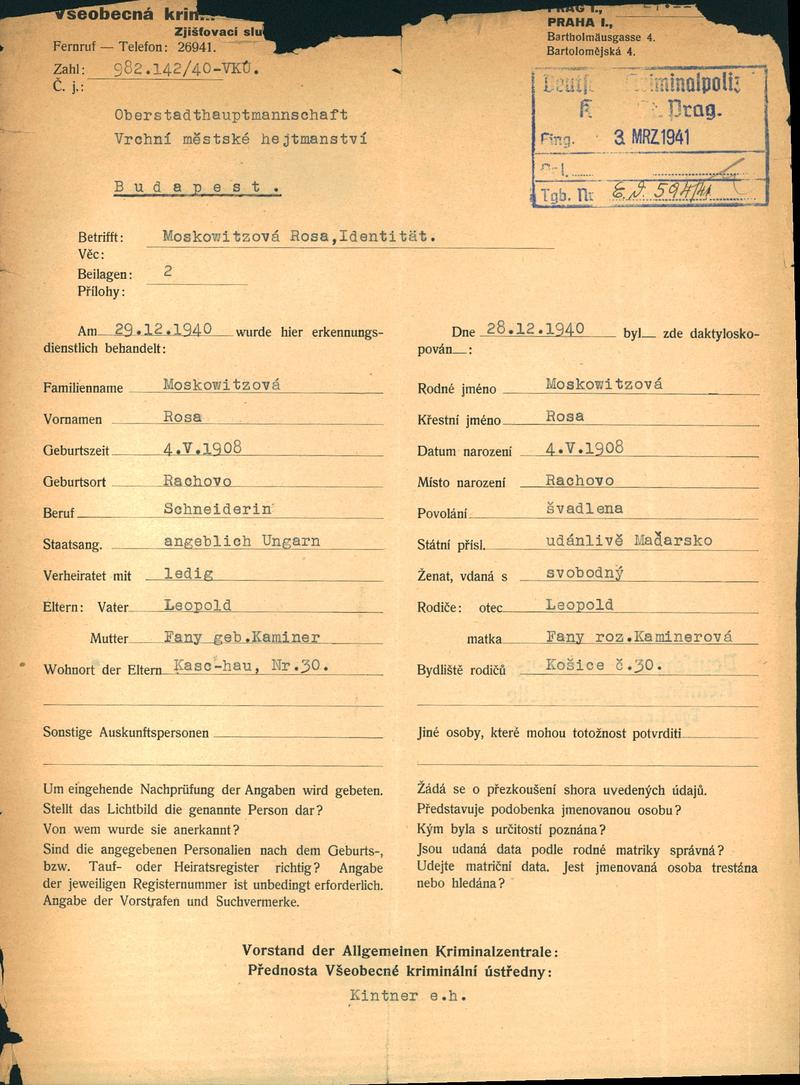 Všeobecná krim
Zjišťovací slu
Fernruf — Telefon: 26941.
Zahl: 982.142/40-VKÚ.
Č. j.:
PRAG I.,
PRAHA I.,
Bartholmäusgasse 4.
Bartolomějská 4.
Kriminalpoliz
Prag.
Eing. 3. MRZ 1941
Tgb. Nr
Oberstadthauptmannschaft
Vrchní městské hejtmanství
Budapest.
Betrifft: Moskowitzová Rosa,Identität.
Věc:
Beilagen: 2
Přílohy:
Am 29.12.1940 wurde hier erkennungs-
dienstlich behandelt:
Familienname Moskowitzová
Vornamen Rosa
Geburtszeit 4.V.1908
Geburtsort Rachovo
Beruf Schneiderin
Staatsang. angeblich Ungarn
Verheiratet mit ledig
Eltern: Vater Leopold
Mutter Fany geb.Kaminer
Wohnort der Eltern Kasc-hau, Nr.30.
Sonstige Auskunftspersonen
Um eingehende Nachprüfung der Angaben wird gebeten.
Stellt das Lichtbild die genannte Person dar?
Von wem wurde sie anerkannt?
Sind die angegebenen Personalien nach dem Geburts-,
bzw. Tauf- oder Heiratsregister richtig? Angabe
der jeweiligen Registernummer ist unbedingt erforderlich.
Angabe der Vorstrafen und Suchvermerke.
Dne 28.12.1940 byl zde daktylosko-
pován:
Rodné jméno Moskowitzová
Křestní jméno Rosa
Datum narození 4.V.1908
Místo narození Rachovo
Povolání švadlena
Státní přísl. udánlivě Maďarsko
Ženat, vdaná s svobodný
Rodiče: otec Leopold
matka Fany roz.Kaminerová
Bydliště rodičů Košice č.30.
Jiné osoby, které mohou totožnost potvrditi
Žádá se o přezkoušení shora uvedených údajů.
Představuje podobenka jmenovanou osobu?
Kým byla s určitostí poznána?
Jsou udaná data podle rodné matriky správná?
Udejte matriční data. Jest jmenovaná osoba trestána
nebo hledána?
Vorstand der Allgemeinen Kriminalzentrale:
Přednosta Všeobecné kriminální ústředny:
Kintner e.h.